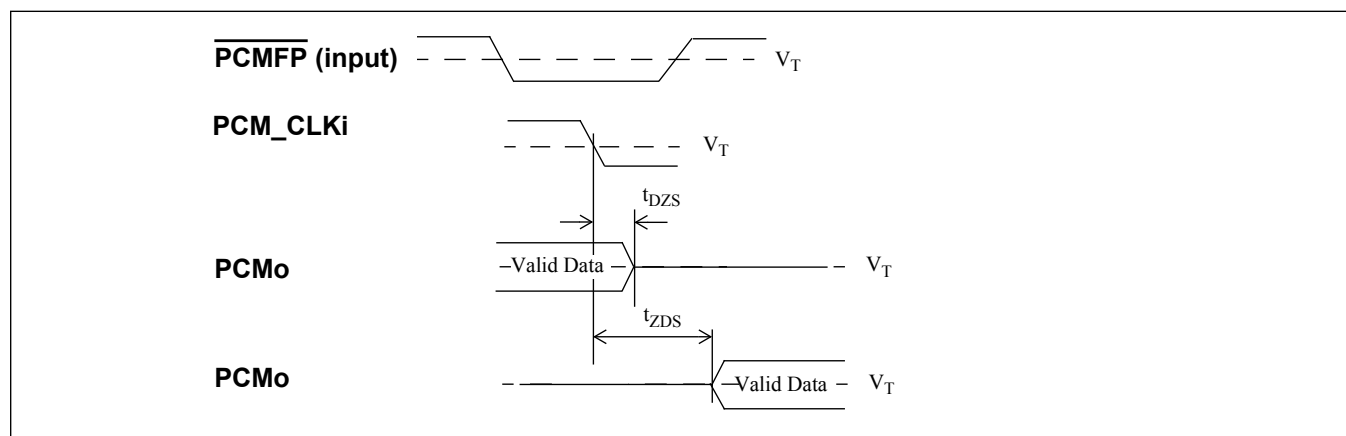 PCMFP (input)
V_T
PCM_CLKi
V_T
t_DZS
PCMo
Valid Data
V_T
t_ZDS
PCMo
Valid Data
V_T